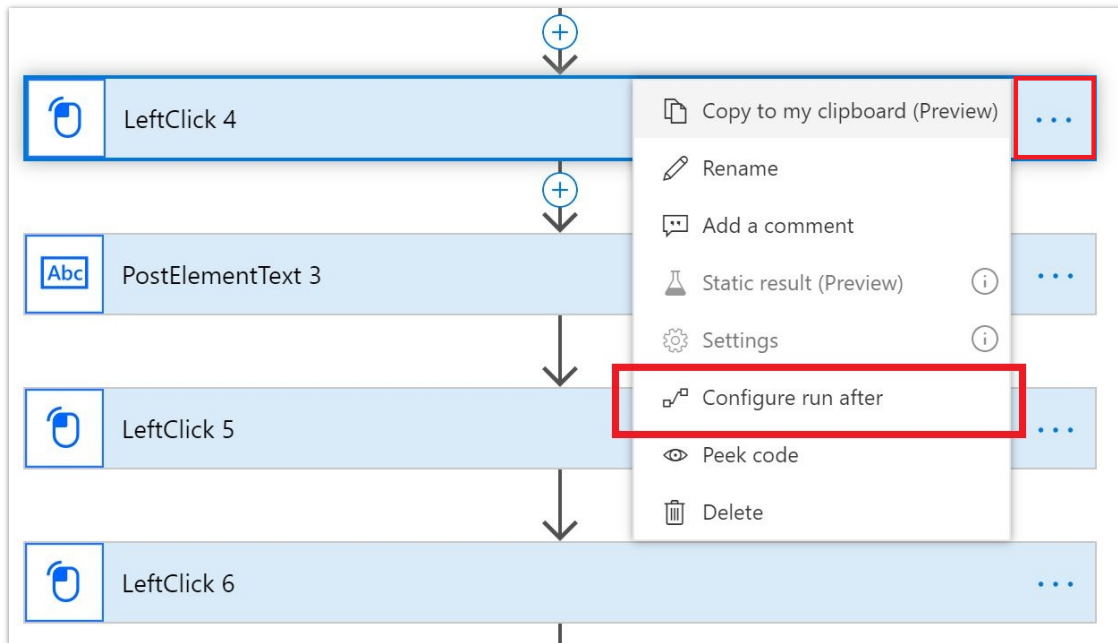 LeftClick 4
Copy to my clipboard (Preview)
Rename
Add a comment
Abc
PostElementText 3
Static result (Preview)
Settings
Configure run after
LeftClick 5
Peek code
Delete
LeftClick 6